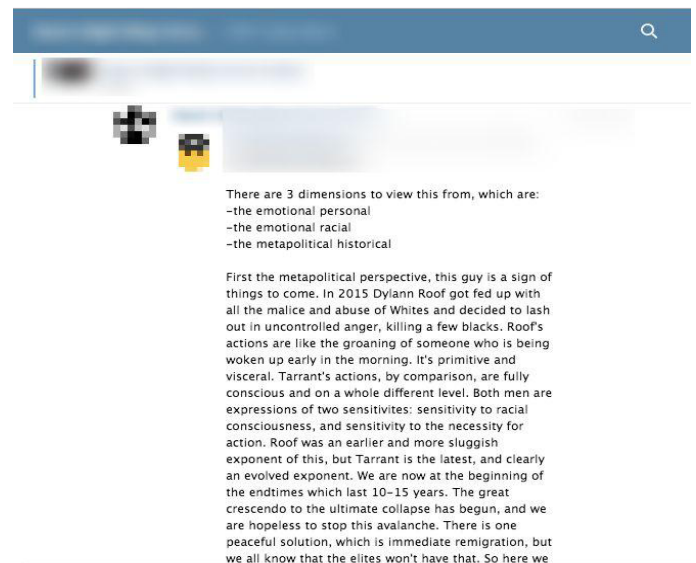 There are 3 dimensions to view this from, which are:
-the emotional personal
-the emotional racial
-the metapolitical historical
First the metapolitical perspective, this guy is a sign of
things to come. In 2015 Dylann Roof got fed up with
all the malice and abuse of Whites and decided to lash
out in uncontrolled anger, killing a few blacks. Roof's
actions are like the groaning of someone who is being
woken up early in the morning. It's primitive and
visceral. Tarrant's actions, by comparison, are fully
conscious and on a whole different level. Both men are
expressions of two sensitivites: sensitivity to racial
consciousness, and sensitivity to the necessity for
action. Roof was an earlier and more sluggish
exponent of this, but Tarrant is the latest, and clearly
an evolved exponent. We are now at the beginning of
the endtimes which last 10-15 years. The great
crescendo to the ultimate collapse has begun, and we
are hopeless to stop this avalanche. There is one
peaceful solution, which is immediate remigration, but
we all know that the elites won't have that. So here we